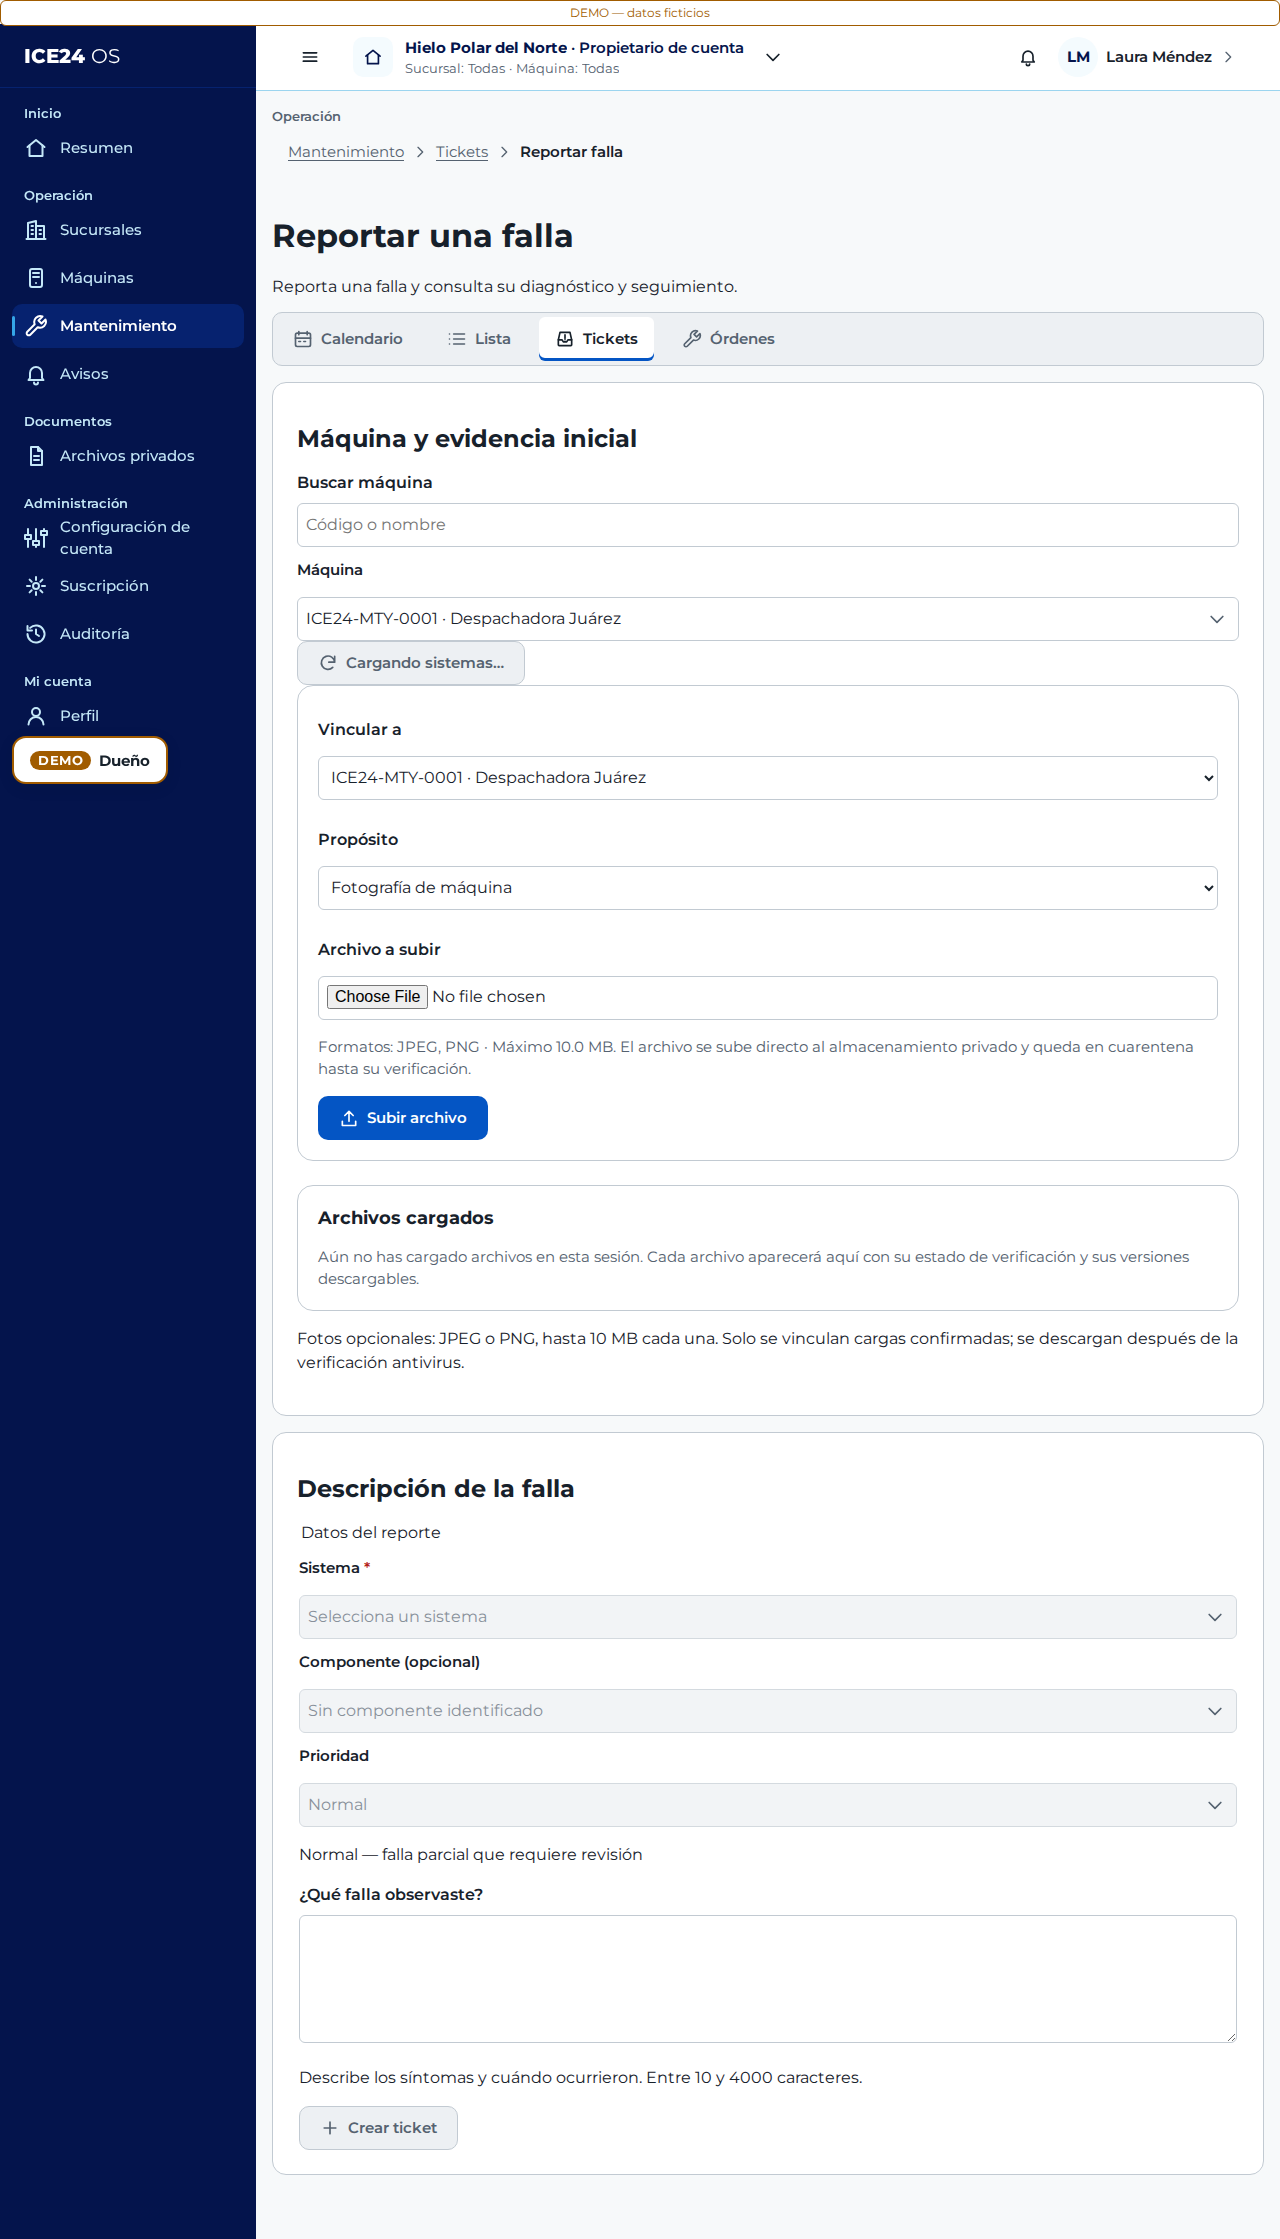 DEMO — datos ficticios
ICE24 OS
Inicio
Resumen
Operación
Sucursales
Máquinas
Mantenimiento
Avisos
Documentos
Archivos privados
Administración
Configuración de
cuenta
Suscripción
Auditoría
Mi cuenta
Perfil
DEMO Dueño
Hielo Polar del Norte · Propietario de cuenta
Sucursal: Todas · Máquina: Todas
LM Laura Méndez
Operación
Mantenimiento Tickets Reportar falla
Reportar una falla
Reporta una falla y consulta su diagnóstico y seguimiento.
Calendario Lista Tickets Órdenes
Máquina y evidencia inicial
Buscar máquina
Código o nombre
Máquina
ICE24-MTY-0001 · Despachadora Juárez
Cargando sistemas...
Vincular a
ICE24-MTY-0001 · Despachadora Juárez
Propósito
Fotografía de máquina
Archivo a subir
Choose File No file chosen
Formatos: JPEG, PNG · Máximo 10.0 MB. El archivo se sube directo al almacenamiento privado y queda en cuarentena
hasta su verificación.
Subir archivo
Archivos cargados
Aún no has cargado archivos en esta sesión. Cada archivo aparecerá aquí con su estado de verificación y sus versiones
descargables.
Fotos opcionales: JPEG o PNG, hasta 10 MB cada una. Solo se vinculan cargas confirmadas; se descargan después de la
verificación antivirus.
Descripción de la falla
Datos del reporte
Sistema *
Selecciona un sistema
Componente (opcional)
Sin componente identificado
Prioridad
Normal
Normal — falla parcial que requiere revisión
¿Qué falla observaste?
Describe los síntomas y cuándo ocurrieron. Entre 10 y 4000 caracteres.
Crear ticket